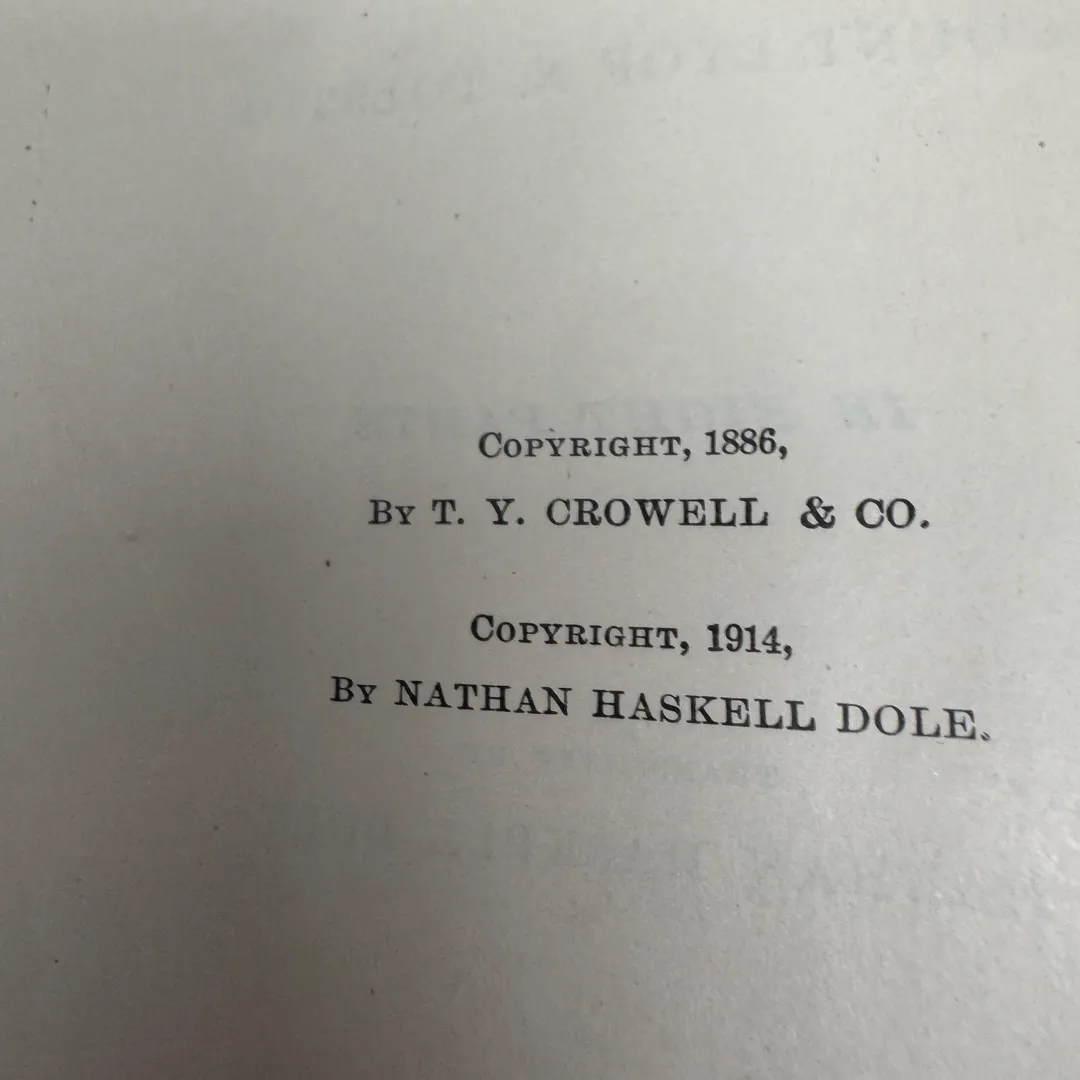 COPYRIGHT, 1886,
BY T. Y. CROWELL & CO.
COPYRIGHT, 1914,
BY NATHAN HASKELL DOLE.